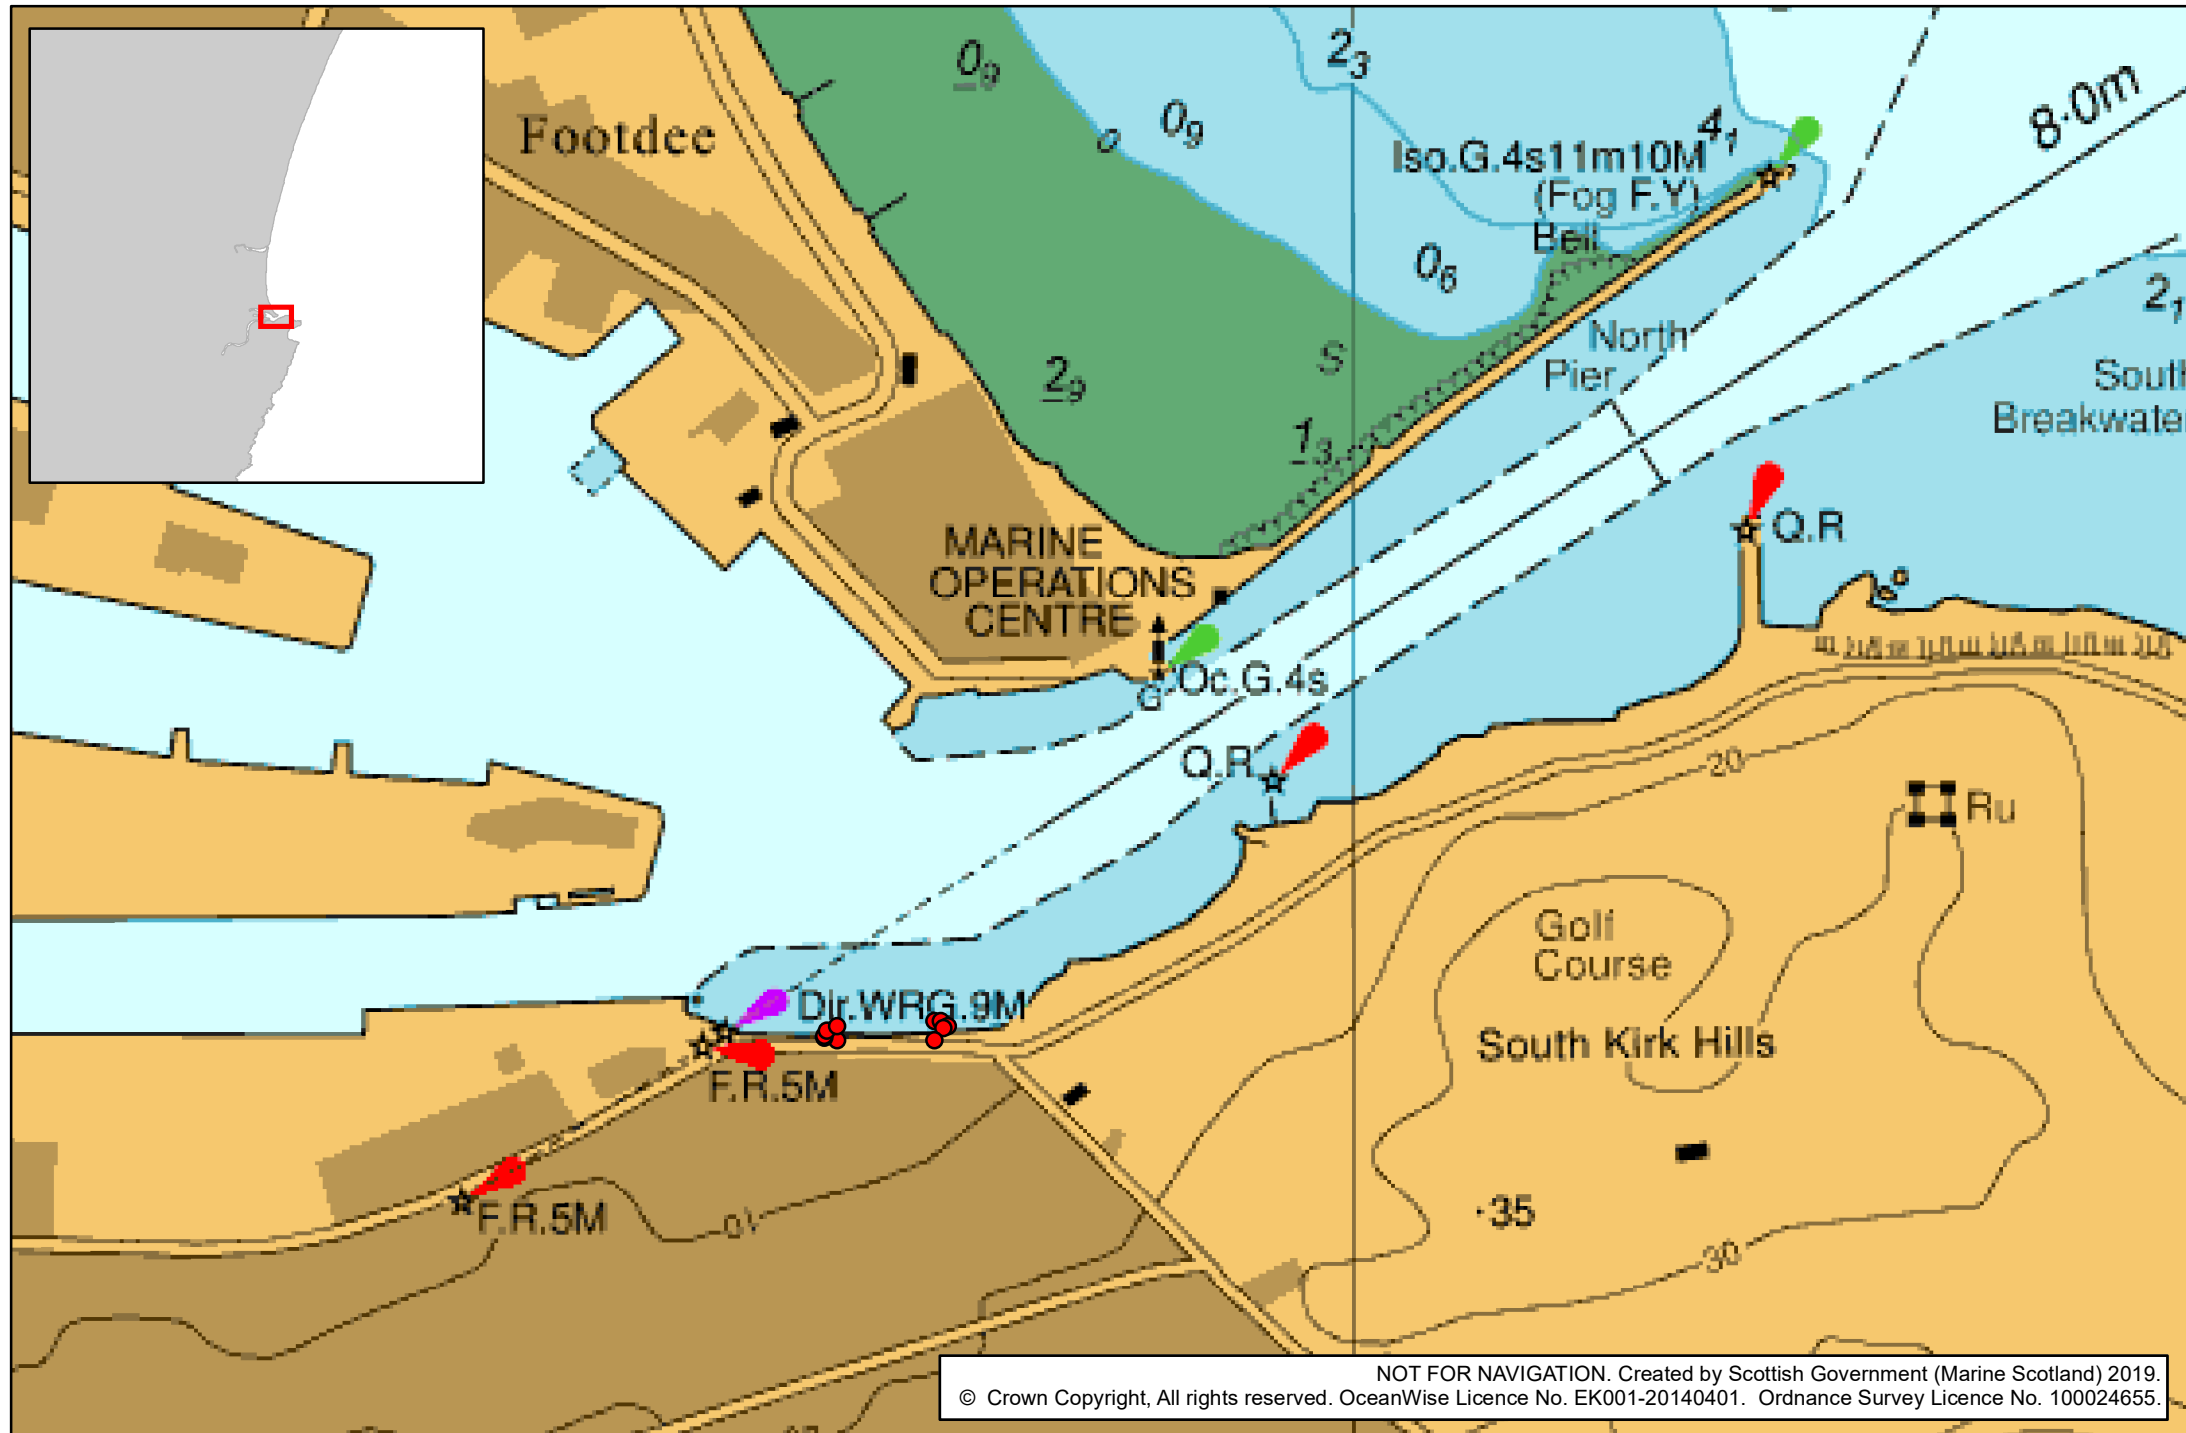 Footdee
0₉
0₉
2₃
4₁
8·0m
Iso.G.4s11m10M
(Fog F.Y)
Bell
0₆
2₁
North
Pier
South
Breakwater
S
2₉
1₃
Q.R
MARINE
OPERATIONS
CENTRE
Oc.G.4s
G
Q.R
20
Ru
Golf
Course
Dir.WRG.9M
South Kirk Hills
F.R.5M
F.R.5M
10
·35
30
NOT FOR NAVIGATION. Created by Scottish Government (Marine Scotland) 2019.
© Crown Copyright, All rights reserved. OceanWise Licence No. EK001-20140401. Ordnance Survey Licence No. 100024655.